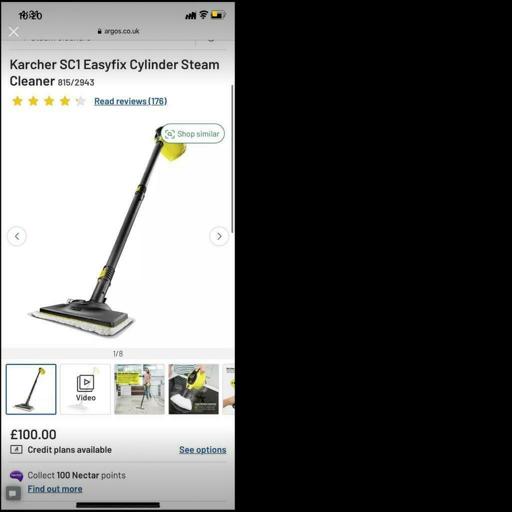 argos.co.uk
Karcher SC1 Easyfix Cylinder Steam
Cleaner 815/2943
Read reviews (176)
Shop similar
1/8
Video
£100.00
Credit plans available
See options
Collect 100 Nectar points
Find out more